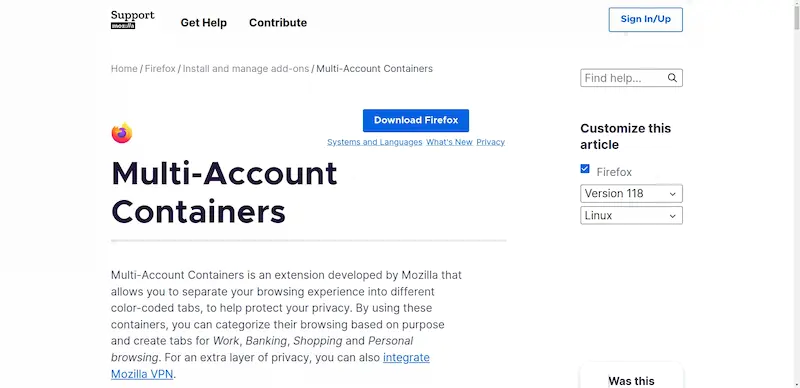 Support
mozilla
Get Help
Contribute
Sign In/Up
Home / Firefox / Install and manage add-ons / Multi-Account Containers
Find help...
Download Firefox
Systems and Languages What's New Privacy
Multi-Account
Containers
Multi-Account Containers is an extension developed by Mozilla that
allows you to separate your browsing experience into different
color-coded tabs, to help protect your privacy. By using these
containers, you can categorize their browsing based on purpose
and create tabs for Work, Banking, Shopping and Personal
browsing. For an extra layer of privacy, you can also integrate
Mozilla VPN.
Customize this
article
Firefox
Version 118
Linux
Was this